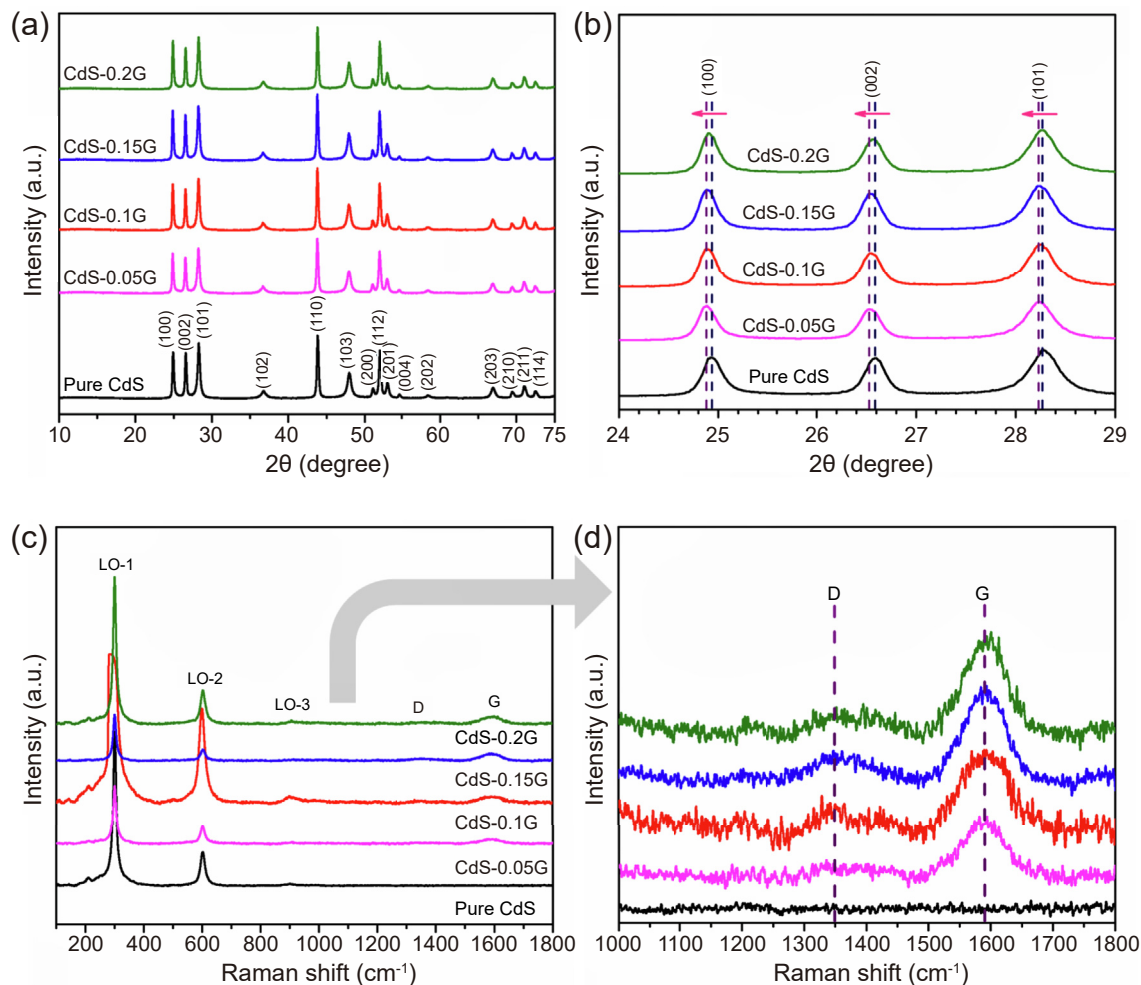 (a)
CdS-0.2G
CdS-0.15G
CdS-0.1G
CdS-0.05G
Pure CdS
(100)
(002)
(101)
(102)
(110)
(103)
(200)
(112)
(201)
(004)
(202)
(203)
(210)
(211)
(114)
Intensity (a.u.)
10 20 30 40 50 60 70 75
2θ (degree)
(b)
(100)
(002)
(101)
CdS-0.2G
CdS-0.15G
CdS-0.1G
CdS-0.05G
Pure CdS
Intensity (a.u.)
24 25 26 27 28 29
2θ (degree)
(c)
LO-1
LO-2
LO-3
D
G
CdS-0.2G
CdS-0.15G
CdS-0.1G
CdS-0.05G
Pure CdS
Intensity (a.u.)
200 400 600 800 1000 1200 1400 1600 1800
Raman shift (cm⁻¹)
(d)
D
G
Intensity (a.u.)
1000 1100 1200 1300 1400 1500 1600 1700 1800
Raman shift (cm⁻¹)